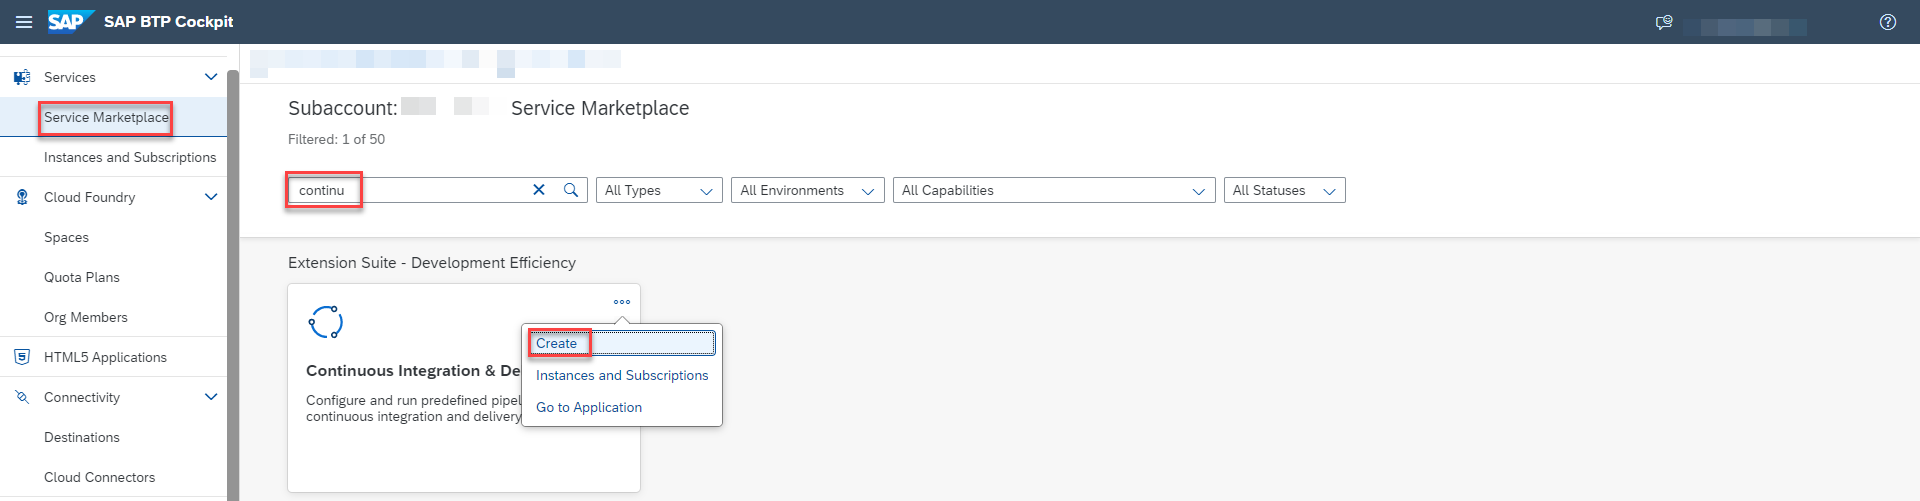 SAP SAP BTP Cockpit
Services
Service Marketplace
Instances and Subscriptions
Cloud Foundry
Spaces
Quota Plans
Org Members
HTML5 Applications
Connectivity
Destinations
Cloud Connectors
Subaccount: Service Marketplace
Filtered: 1 of 50
continu
All Types
All Environments
All Capabilities
All Statuses
Extension Suite - Development Efficiency
Continuous Integration & De
Configure and run predefined pipel
continuous integration and delivery
Create
Instances and Subscriptions
Go to Application